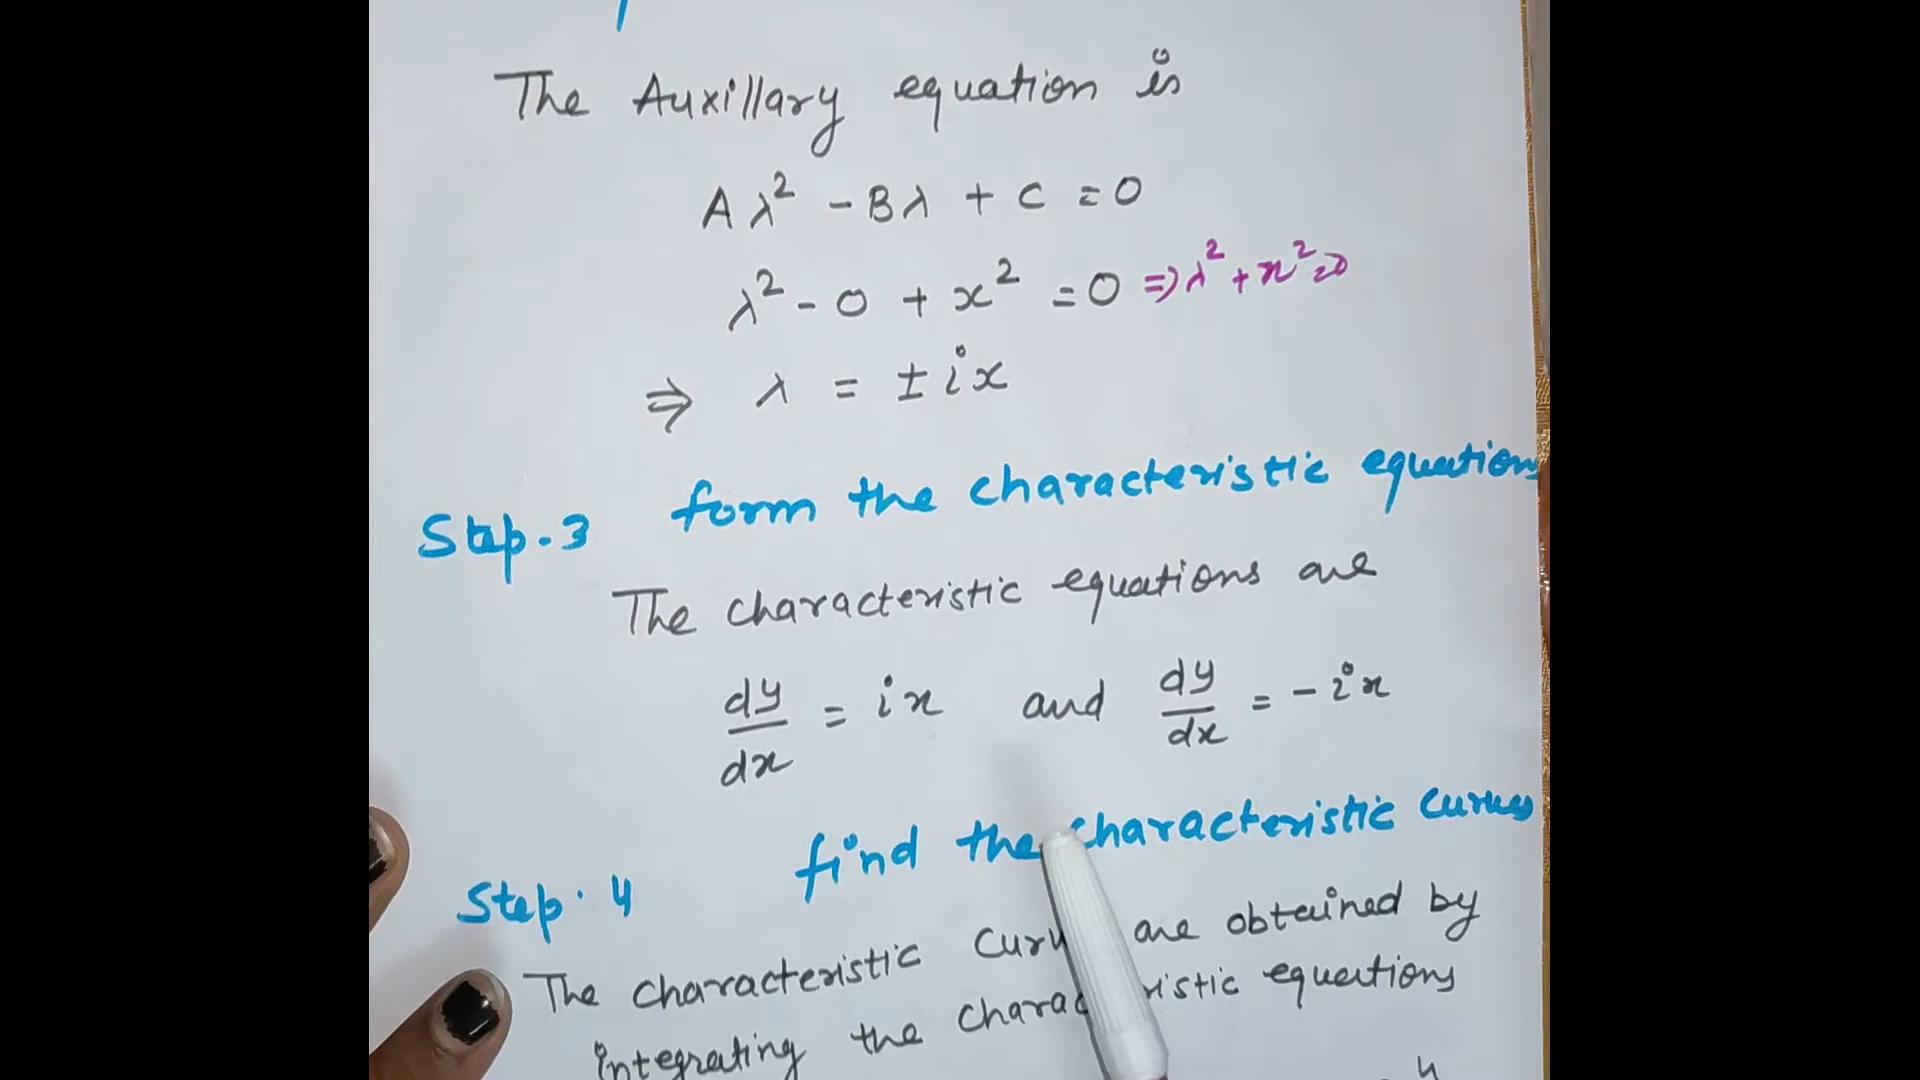 The Auxillary equation is
Aλ² - Bλ + C = 0
λ² - 0 + x² = 0 ⇒ λ² + x² = 0
⇒ λ = ± ix
Step-3 form the characteristic equations
The characteristic equations are
dy/dx = ix and dy/dx = -ix
Step. 4 find the characteristic curves
The characteristic are obtained by
integrating the equations